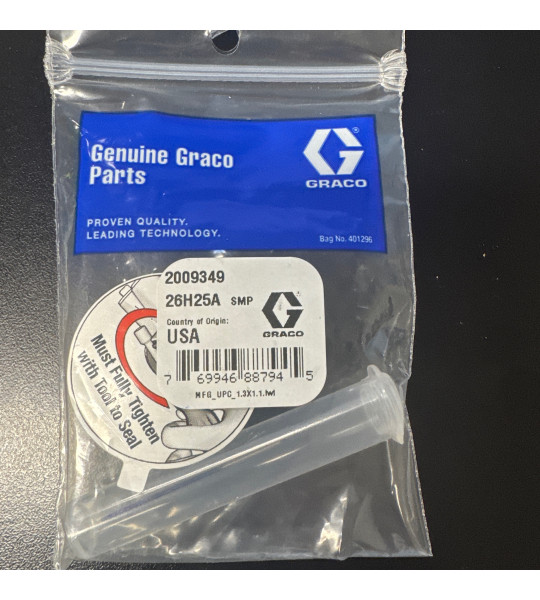 Genuine Graco
Parts
®
GRACO
PROVEN QUALITY.
LEADING TECHNOLOGY.
Bag No. 401296
2009349
26H25A SMP
Country of Origin:
USA
GRACO
7 69946 88794 5
MFG_UPC_1.3X1.1.lwl
Must Fully Tighten
with Tool to Seal